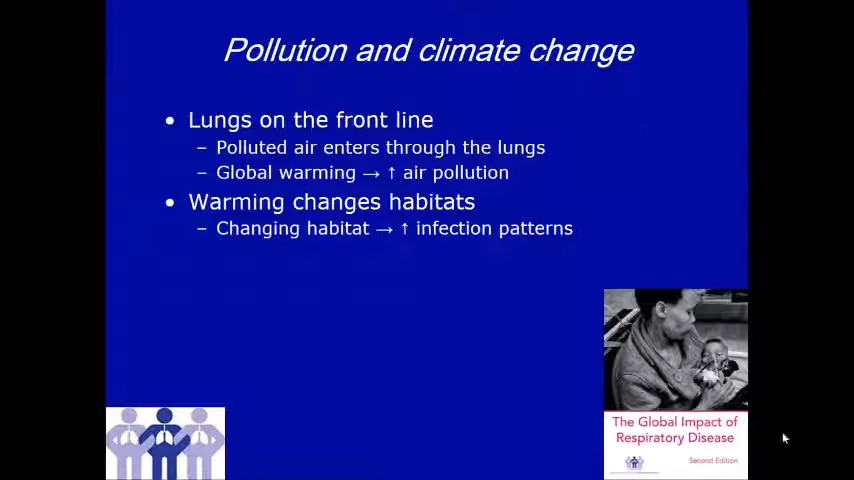 Pollution and climate change
• Lungs on the front line
– Polluted air enters through the lungs
– Global warming → ↑ air pollution
• Warming changes habitats
– Changing habitat → ↑ infection patterns
The Global Impact of
Respiratory Disease
Second Edition